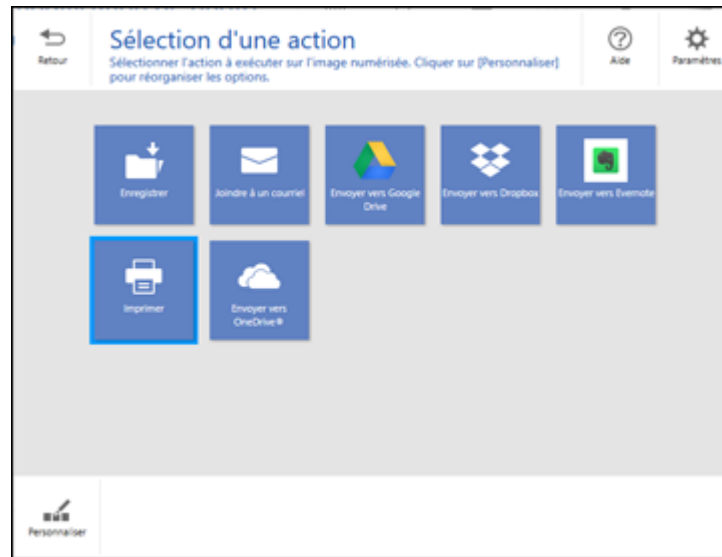 Sélection d'une action
Sélectionner l'action à exécuter sur l'image numérisée. Cliquer sur [Personnaliser]
pour réorganiser les options.
Retour
Aide
Paramètres
Enregistrer
Joindre à un courriel
Envoyer vers Google
Drive
Envoyer vers Dropbox
Envoyer vers Evernote
Imprimer
Envoyer vers
OneDrive®
Personnaliser